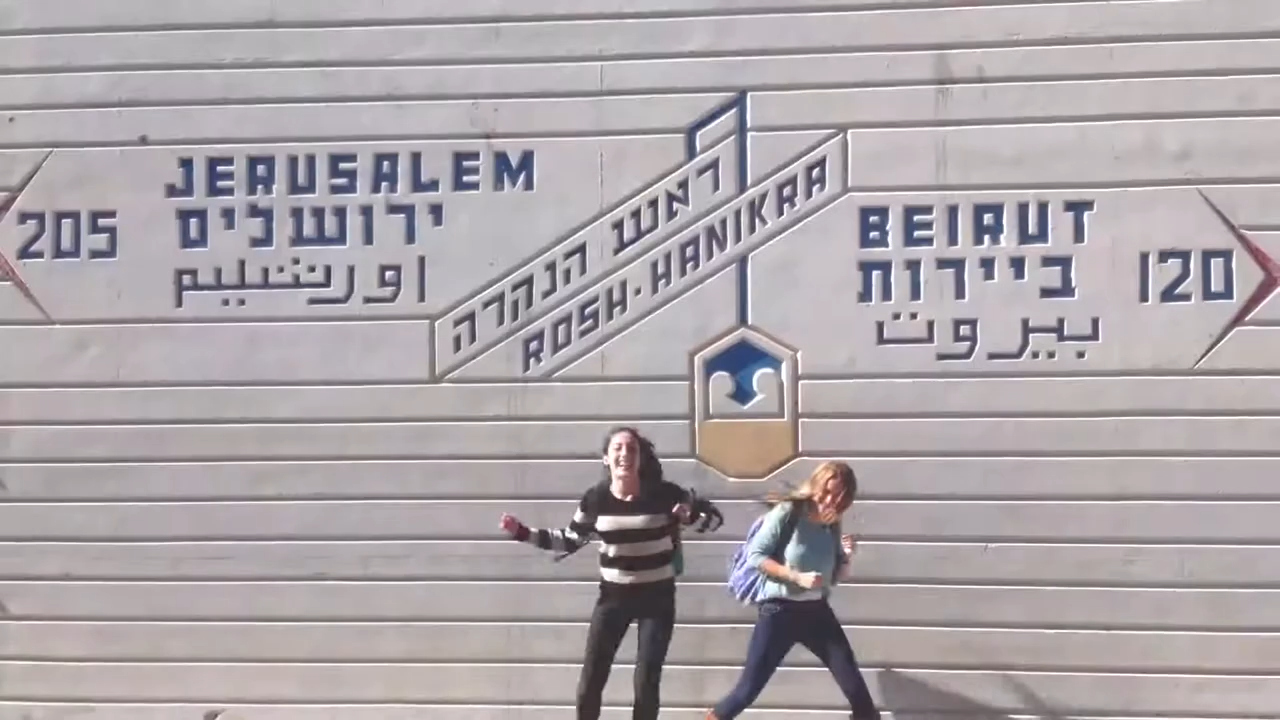 JERUSALEM
ירושלים
اورشليم
205
ראש הנקרה
ROSH-HANIKRA
BEIRUT
ביירות
بيروت
120